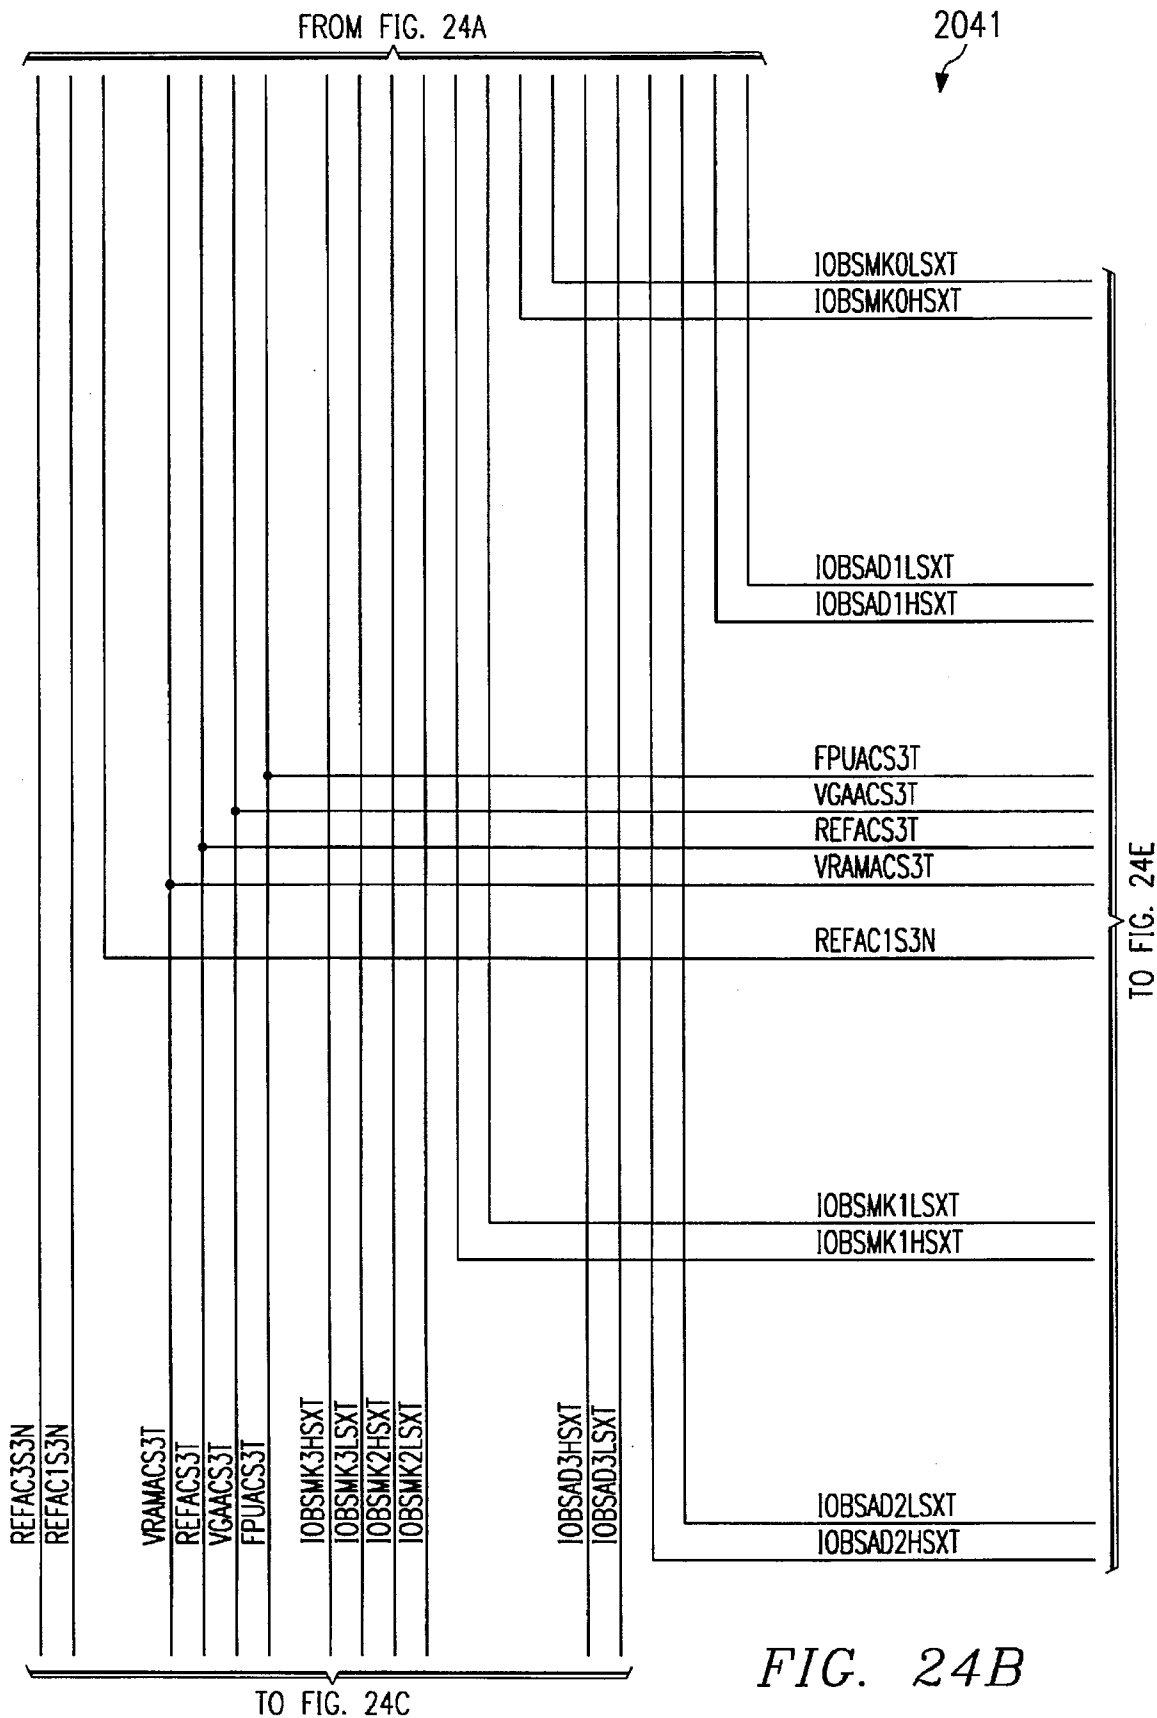 FROM FIG. 24A
2041
IOBSMK0LSXT
IOBSMK0HSXT
IOBSAD1LSXT
IOBSAD1HSXT
FPUACS3T
VGAACS3T
REFACS3T
VRAMACS3T
REFAC1S3N
TO FIG. 24E
IOBSMK1LSXT
IOBSMK1HSXT
IOBSAD2LSXT
IOBSAD2HSXT
REFAC3S3N
REFAC1S3N
VRAMACS3T
REFACS3T
VGAACS3T
FPUACS3T
IOBSMK3HSXT
IOBSMK3LSXT
IOBSMK2HSXT
IOBSMK2LSXT
IOBSAD3HSXT
IOBSAD3LSXT
TO FIG. 24C
FIG. 24B